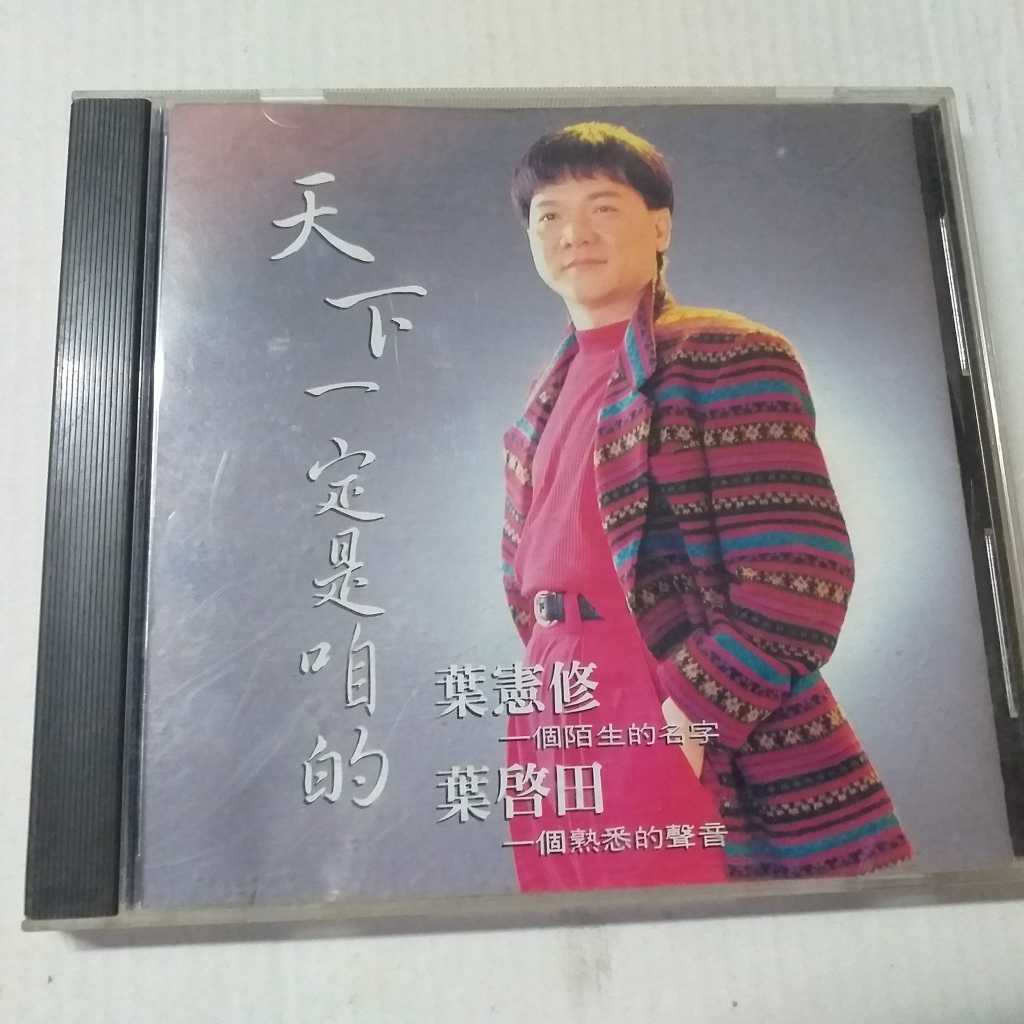 天下一定是咱的
葉憲修
一個陌生的名字
葉啓田
一個熟悉的聲音